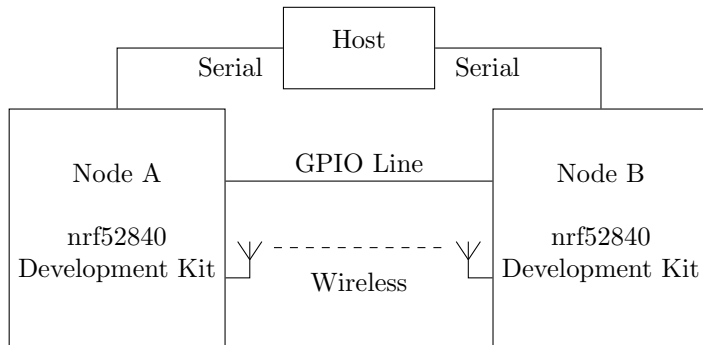 Host
Serial
Serial
Node A
GPIO Line
Node B
nrf52840
Development Kit
nrf52840
Development Kit
Wireless